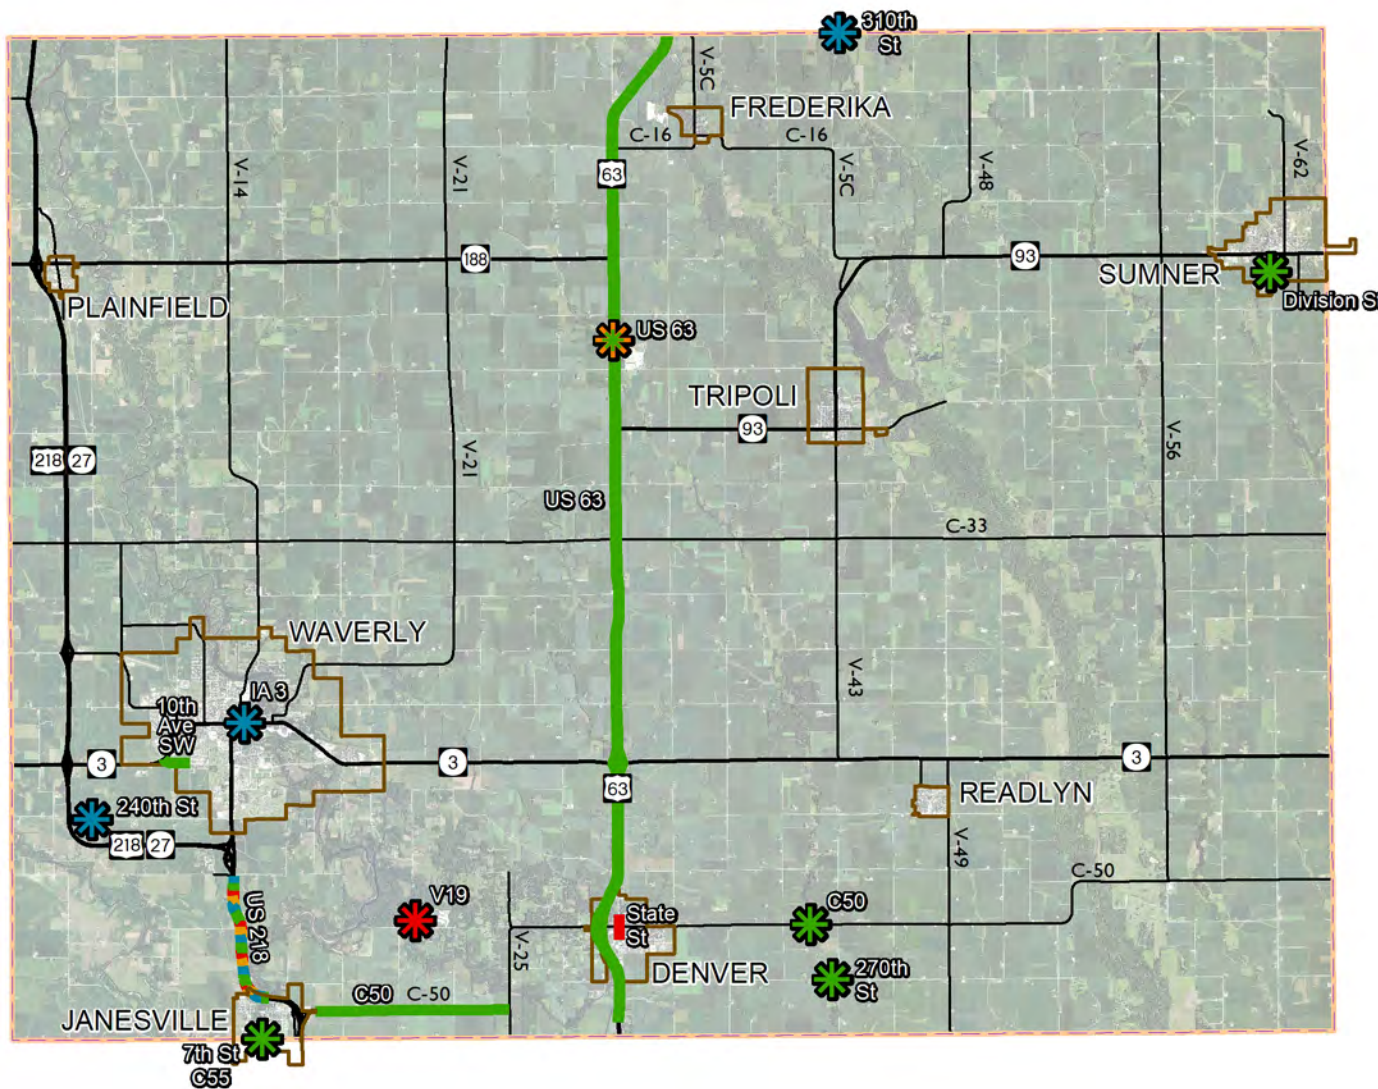 310th
St
V-5C
FREDERIKA
C-16
C-16
63
V-14
V-21
V-5C
V-48
V-62
188
93
SUMNER
Division S
PLAINFIELD
US 63
TRIPOLI
93
218
27
V-21
V-56
US 63
C-33
WAVERLY
IA 3
10th
Ave
SW
V-43
3
3
3
63
READLYN
240th St
218
27
V-49
C-50
V19
US 218
State
St
C50
V-25
DENVER
270th
St
C50
C-50
JANESVILLE
7th St
C55